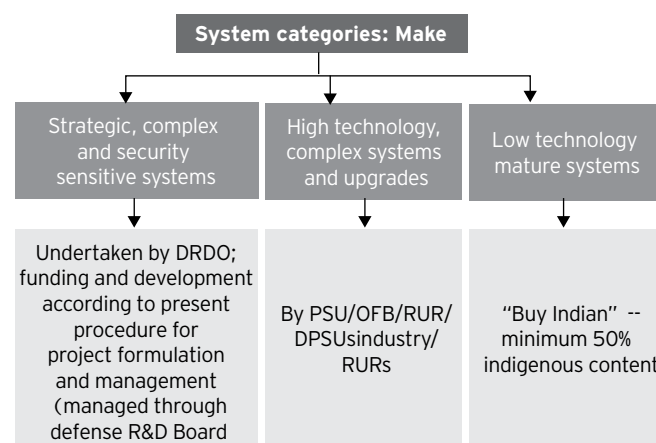 System categories: Make
Strategic, complex
and security
sensitive systems
High technology,
complex systems
and upgrades
Low technology
mature systems
Undertaken by DRDO;
funding and development
according to present
procedure for
project formulation
and management
(managed through
defense R&D Board
By PSU/OFB/RUR/
DPSUsindustry/
RURs
“Buy Indian” --
minimum 50%
indigenous content